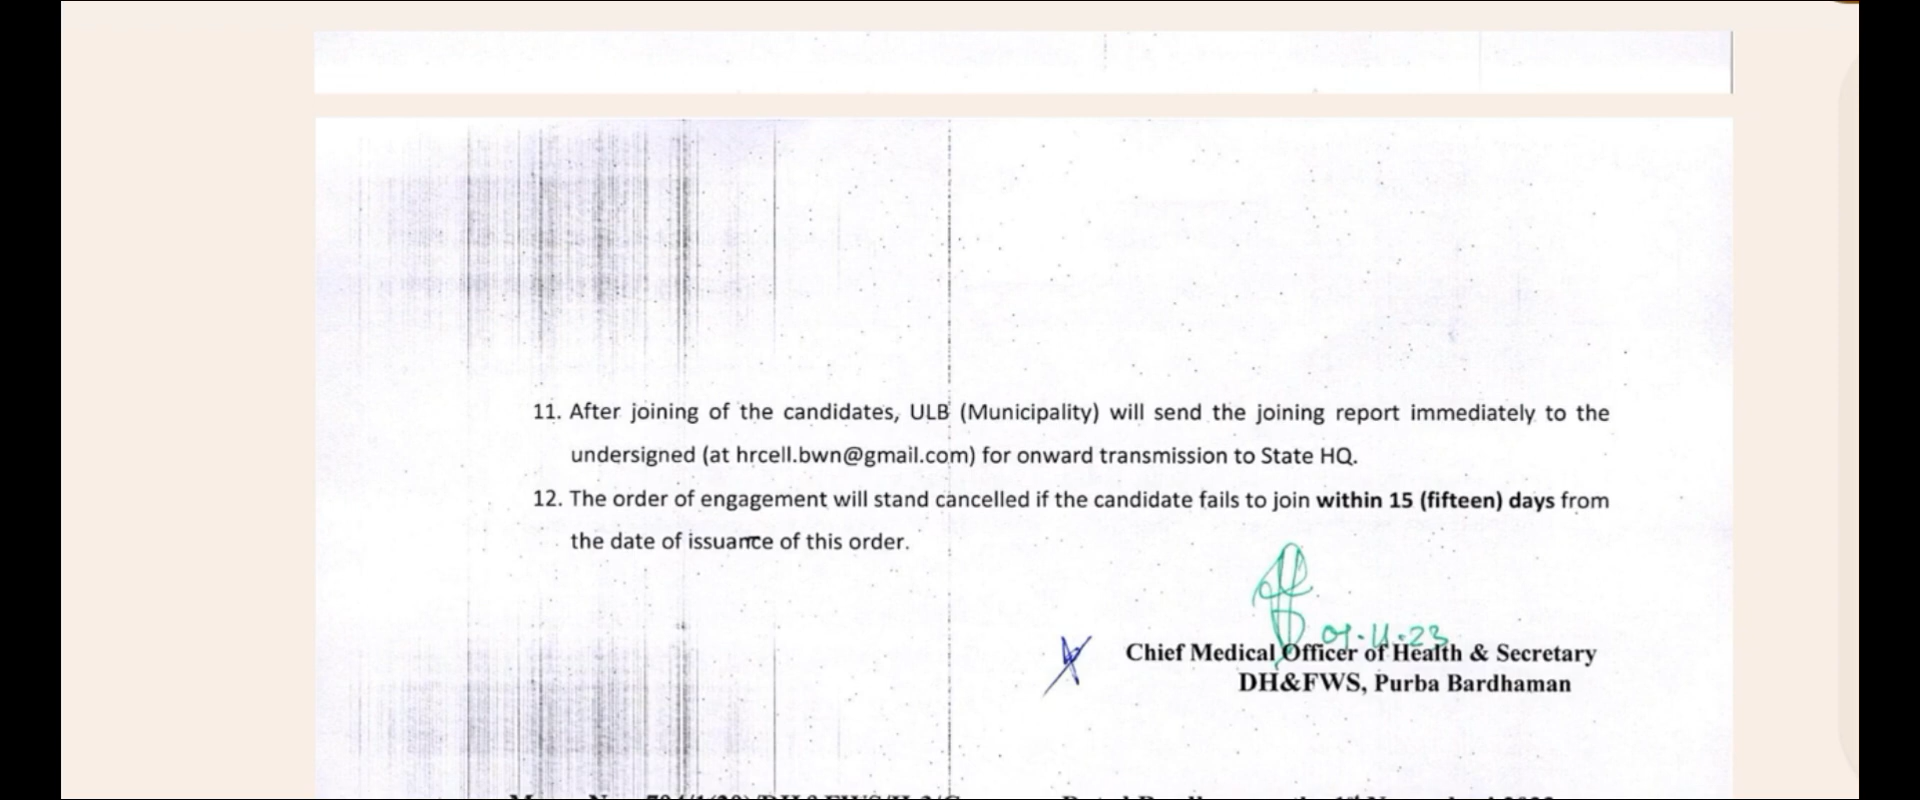 11. After joining of the candidates, ULB (Municipality) will send the joining report immediately to the
undersigned (at hrcell.bwn@gmail.com) for onward transmission to State HQ.
12. The order of engagement will stand cancelled if the candidate fails to join within 15 (fifteen) days from
the date of issuance of this order.
Chief Medical Officer of Health & Secretary
DH&FWS, Purba Bardhaman